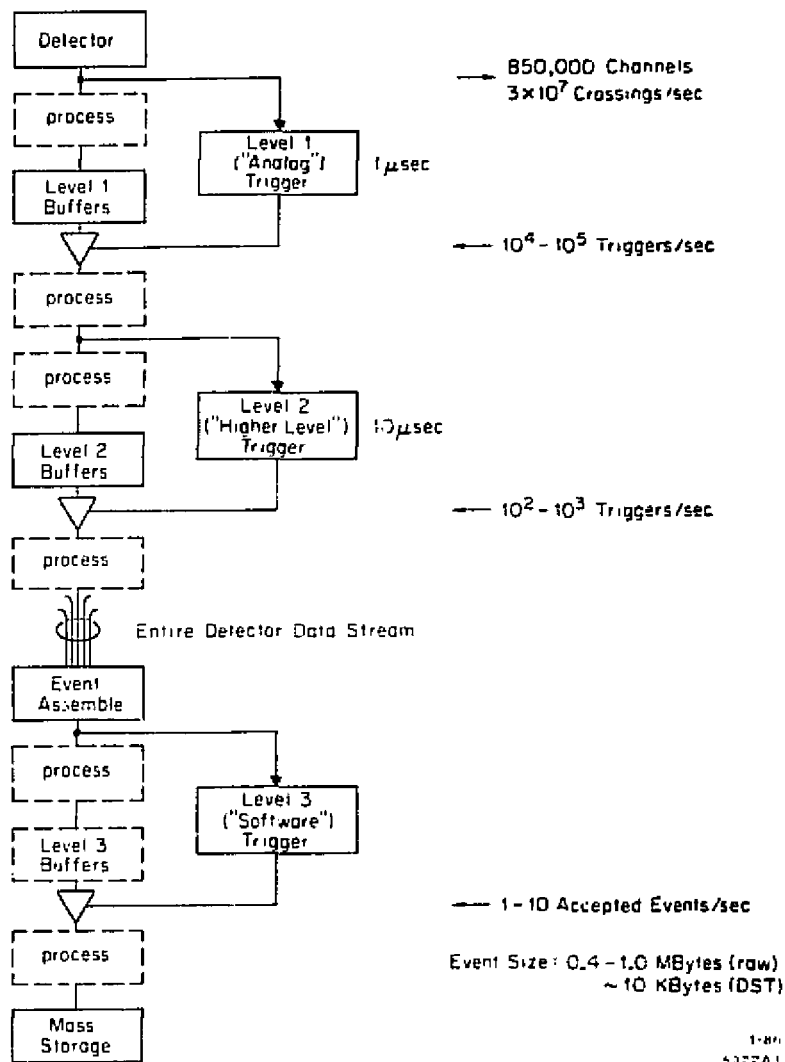 Detector
850,000 Channels
3×10⁷ Crossings/sec
process
Level 1
("Analog")
Trigger
1 μsec
Level 1
Buffers
10⁴ – 10⁵ Triggers/sec
process
process
Level 2
("Higher Level")
Trigger
10 μsec
Level 2
Buffers
10² – 10³ Triggers/sec
process
Entire Detector Data Stream
Event
Assemble
process
Level 3
("Software")
Trigger
Level 3
Buffers
1 – 10 Accepted Events/sec
process
Event Size: 0.4 – 1.0 MBytes (raw)
~ 10 KBytes (DST)
Mass
Storage